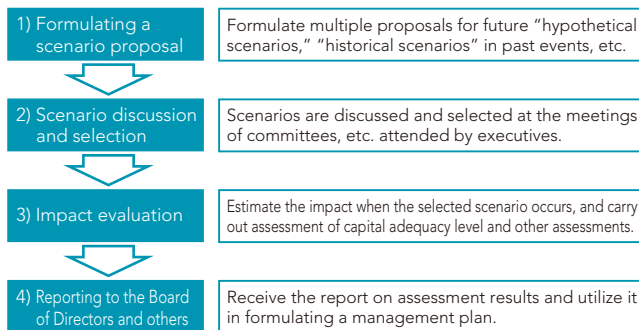 1) Formulating a
scenario proposal
Formulate multiple proposals for future “hypothetical
scenarios,” “historical scenarios” in past events, etc.
2) Scenario discussion
and selection
Scenarios are discussed and selected at the meetings
of committees, etc. attended by executives.
3) Impact evaluation
Estimate the impact when the selected scenario occurs, and carry
out assessment of capital adequacy level and other assessments.
4) Reporting to the Board
of Directors and others
Receive the report on assessment results and utilize it
in formulating a management plan.